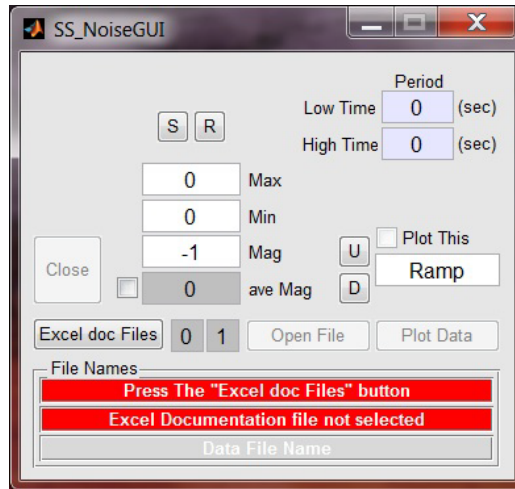 SS_NoiseGUI
X
Period
Low Time 0 (sec)
S R
High Time 0 (sec)
0 Max
0 Min
-1 Mag U Plot This
Close
0 ave Mag D Ramp
Excel doc Files 0 1 Open File Plot Data
File Names
Press The "Excel doc Files" button
Excel Documentation file not selected
Data File Name